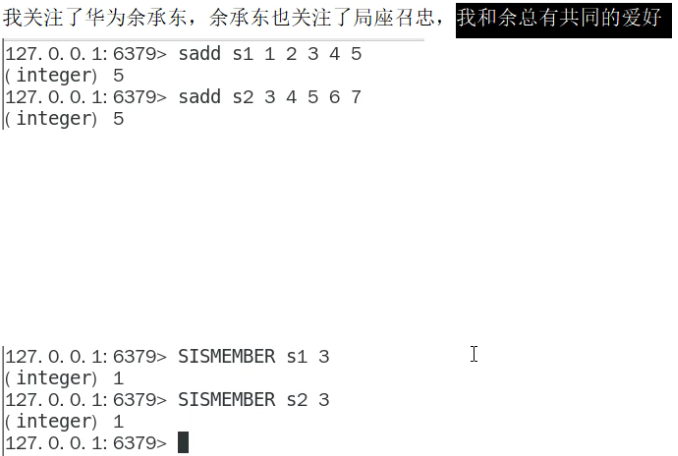 我关注了华为余承东，余承东也关注了局座召忠，我和余总有共同的爱好
127.0.0.1:6379> sadd s1 1 2 3 4 5
(integer) 5
127.0.0.1:6379> sadd s2 3 4 5 6 7
(integer) 5
127.0.0.1:6379> SISMEMBER s1 3
(integer) 1
127.0.0.1:6379> SISMEMBER s2 3
(integer) 1
127.0.0.1:6379>